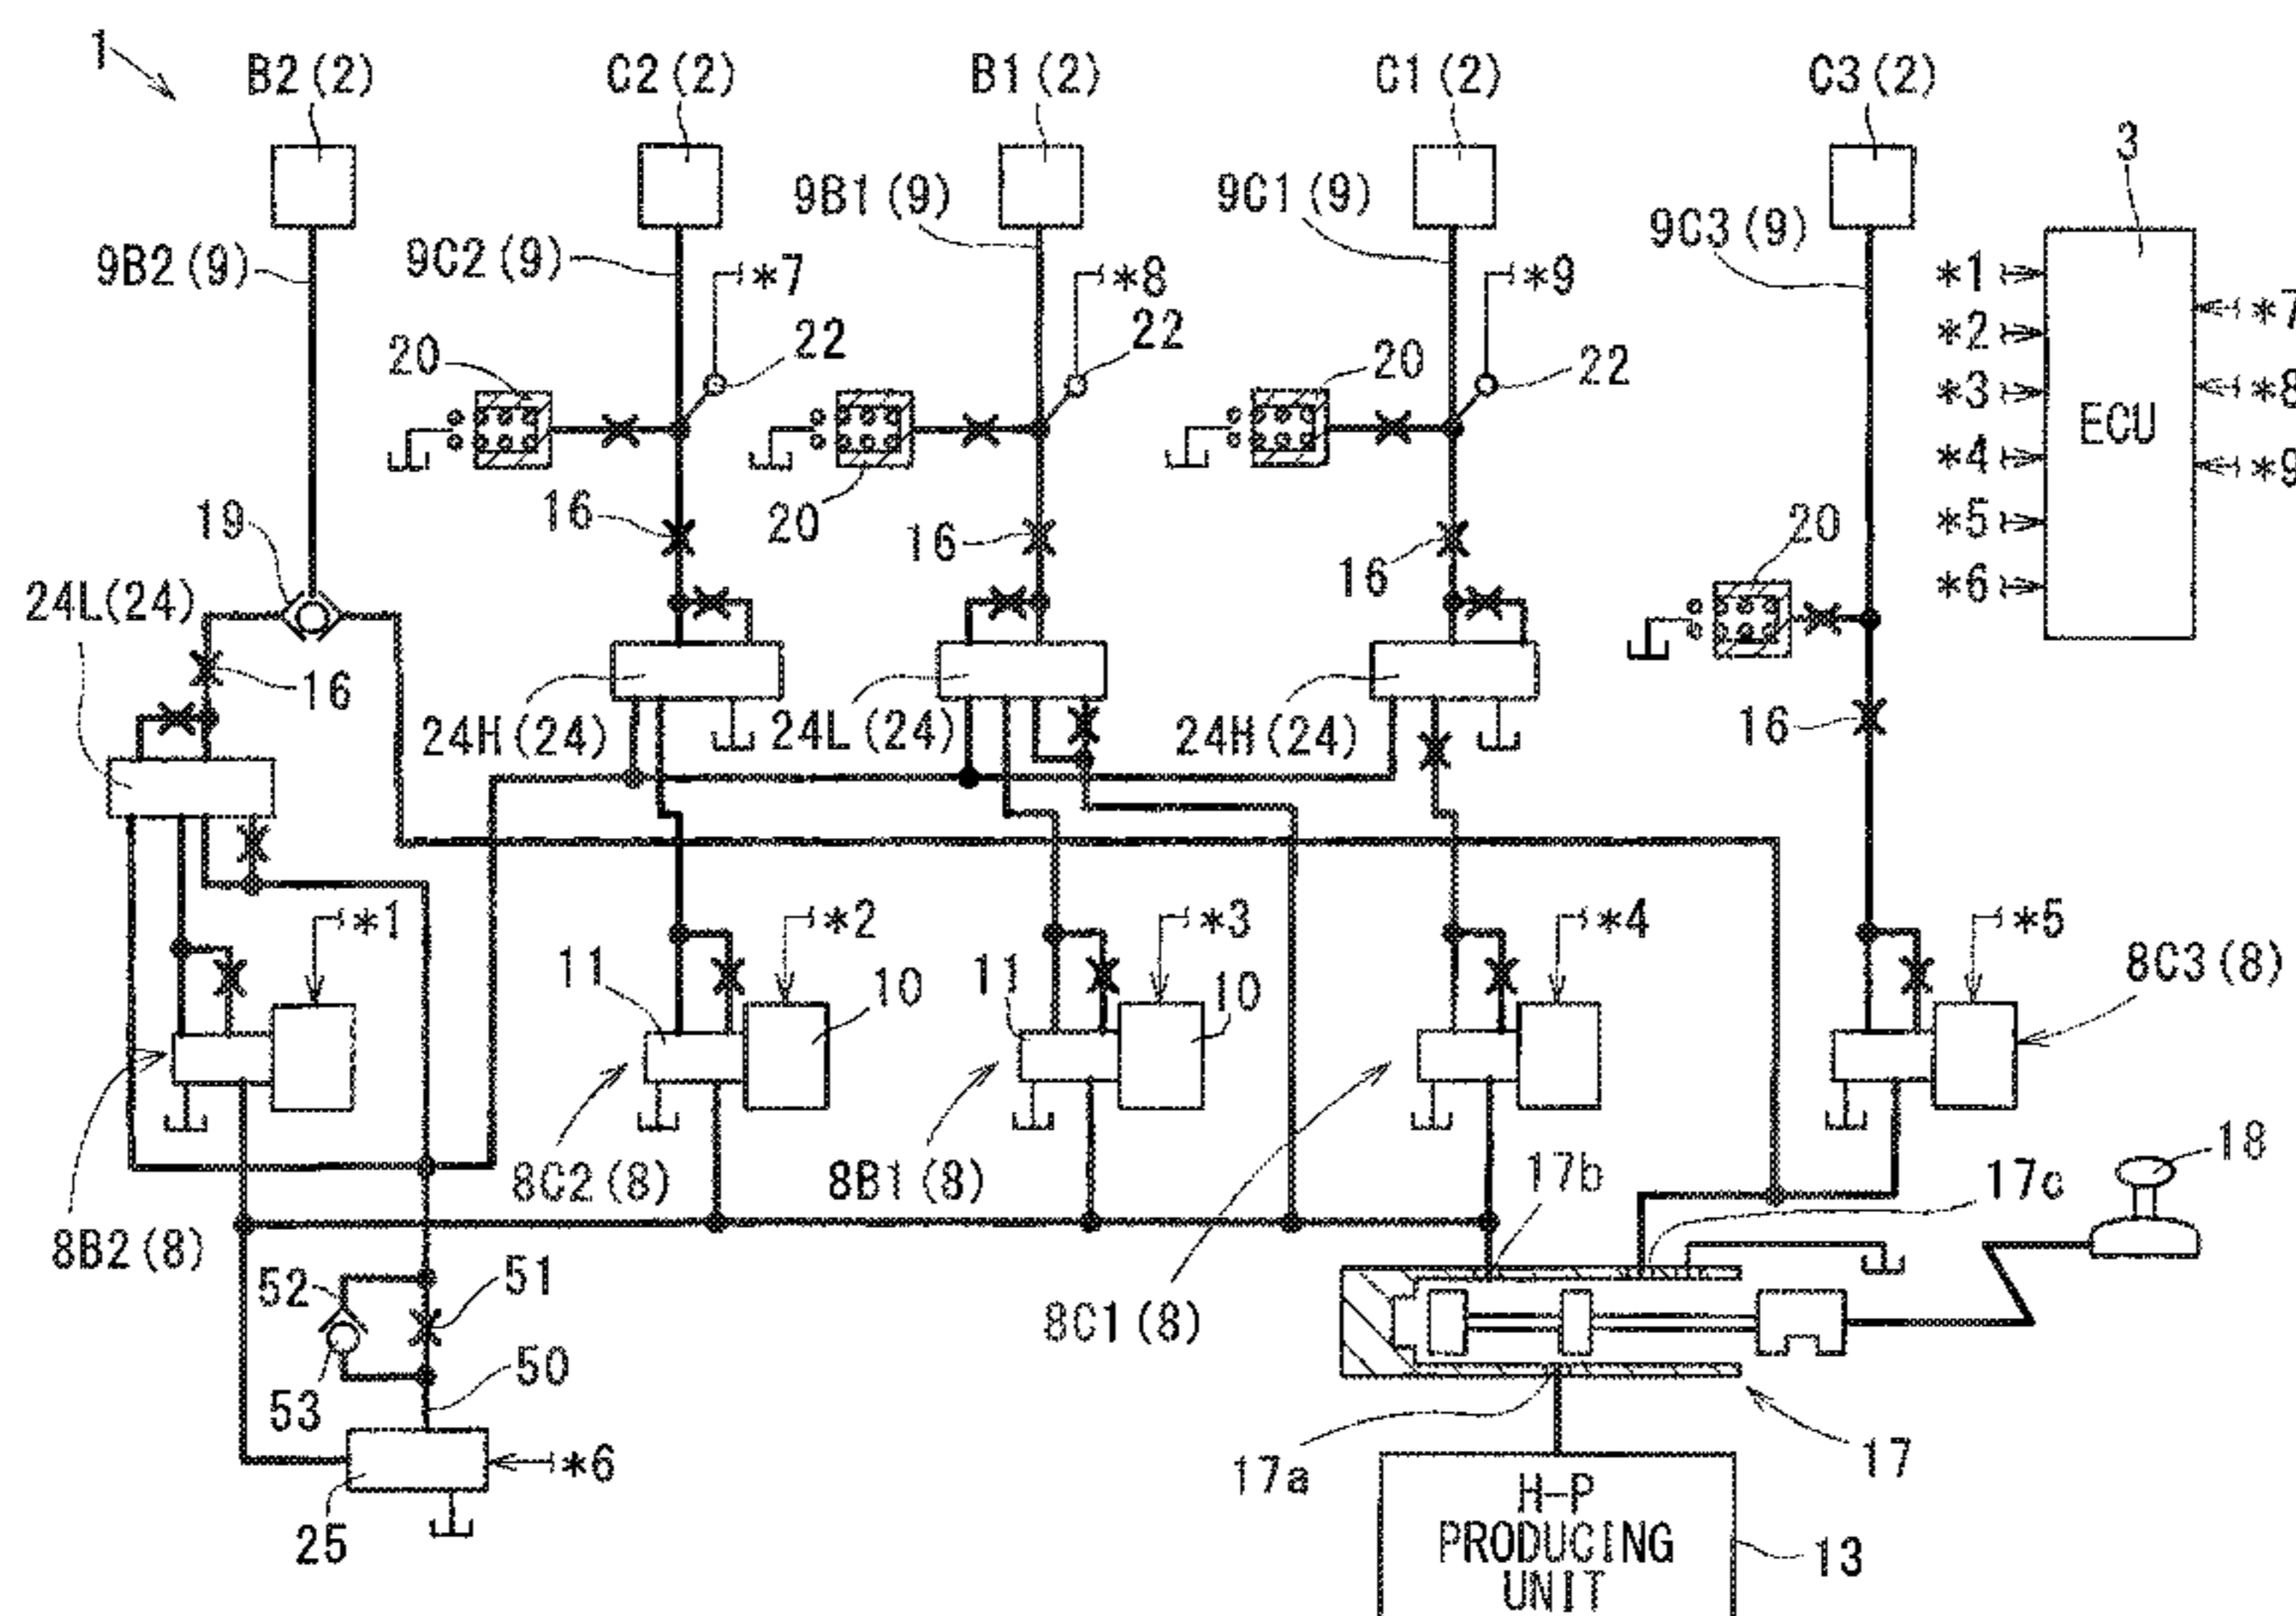 1
B2(2) C2(2) B1(2) C1(2) C3(2)
3
9B2(9) 9C2(9) 9B1(9) 9C1(9) 9C3(9)
*7 *8 *9
*1
*2
*3
*4
*5
*6
ECU
*7
*8
*9
20 22 22 20 22
20
19 16 16 16 20
24L(24)
16
24H(24) 24L(24) 24H(24) 16
*1 *2 *3 *4 *5
11 10 11 10 8C3(8)
8B2(8) 8C2(8) 8B1(8) 17b 17c 18
52 51 8C1(8)
53 50
*6 17a 17
25
H-P
PRODUCING
UNIT
13